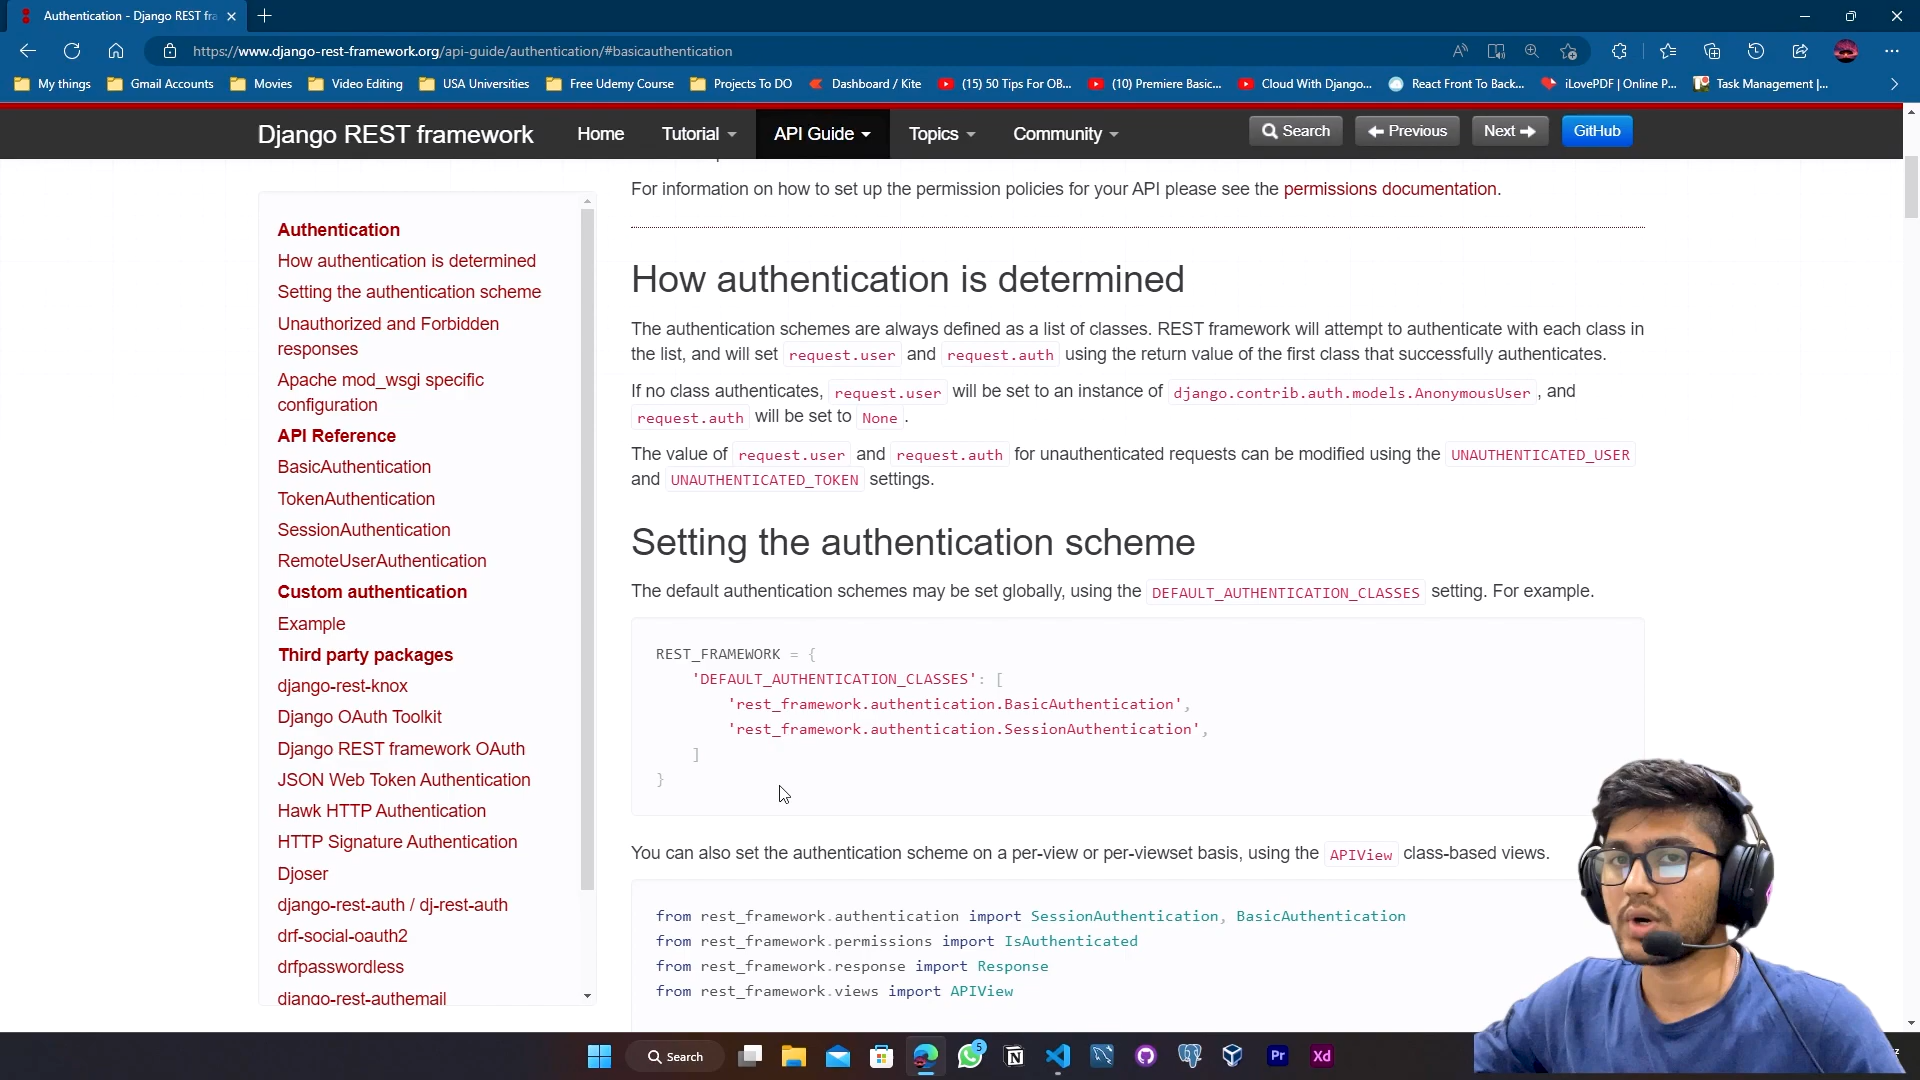 Authentication - Django REST fra
https://www.django-rest-framework.org/api-guide/authentication/#basicauthentication
My things
Gmail Accounts
Movies
Video Editing
USA Universities
Free Udemy Course
Projects To DO
Dashboard / Kite
(15) 50 Tips For OB...
(10) Premiere Basic...
Cloud With Django...
React Front To Back...
iLovePDF | Online P...
Task Management |...
Django REST framework
Home
Tutorial
API Guide
Topics
Community
Search
Previous
Next
GitHub
Authentication
How authentication is determined
Setting the authentication scheme
Unauthorized and Forbidden
responses
Apache mod_wsgi specific
configuration
API Reference
BasicAuthentication
TokenAuthentication
SessionAuthentication
RemoteUserAuthentication
Custom authentication
Example
Third party packages
django-rest-knox
Django OAuth Toolkit
Django REST framework OAuth
JSON Web Token Authentication
Hawk HTTP Authentication
HTTP Signature Authentication
Djoser
django-rest-auth / dj-rest-auth
drf-social-oauth2
drfpasswordless
django-rest-authemail
For information on how to set up the permission policies for your API please see the permissions documentation.
How authentication is determined
The authentication schemes are always defined as a list of classes. REST framework will attempt to authenticate with each class in
the list, and will set request.user and request.auth using the return value of the first class that successfully authenticates.
If no class authenticates, request.user will be set to an instance of django.contrib.auth.models.AnonymousUser , and
request.auth will be set to None .
The value of request.user and request.auth for unauthenticated requests can be modified using the UNAUTHENTICATED_USER
and UNAUTHENTICATED_TOKEN settings.
Setting the authentication scheme
The default authentication schemes may be set globally, using the DEFAULT_AUTHENTICATION_CLASSES setting. For example.
REST_FRAMEWORK = {
'DEFAULT_AUTHENTICATION_CLASSES': [
'rest_framework.authentication.BasicAuthentication',
'rest_framework.authentication.SessionAuthentication',
]
}
You can also set the authentication scheme on a per-view or per-viewset basis, using the APIView class-based views.
from rest_framework.authentication import SessionAuthentication, BasicAuthentication
from rest_framework.permissions import IsAuthenticated
from rest_framework.response import Response
from rest_framework.views import APIView
Search
5
Pr
Xd